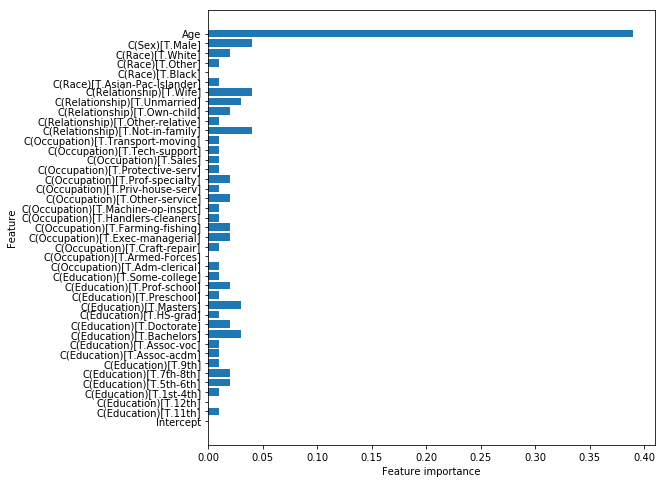 Age
C(Sex)[T.Male]
C(Race)[T.White]
C(Race)[T.Other]
C(Race)[T.Black]
C(Race)[T.Asian-Pac-Islander]
C(Relationship)[T.Wife]
C(Relationship)[T.Unmarried]
C(Relationship)[T.Own-child]
C(Relationship)[T.Other-relative]
C(Relationship)[T.Not-in-family]
C(Occupation)[T.Transport-moving]
C(Occupation)[T.Tech-support]
C(Occupation)[T.Sales]
C(Occupation)[T.Protective-serv]
C(Occupation)[T.Prof-specialty]
C(Occupation)[T.Priv-house-serv]
C(Occupation)[T.Other-service]
C(Occupation)[T.Machine-op-inspct]
C(Occupation)[T.Handlers-cleaners]
C(Occupation)[T.Farming-fishing]
C(Occupation)[T.Exec-managerial]
C(Occupation)[T.Craft-repair]
C(Occupation)[T.Armed-Forces]
C(Occupation)[T.Adm-clerical]
C(Education)[T.Some-college]
C(Education)[T.Prof-school]
C(Education)[T.Preschool]
C(Education)[T.Masters]
C(Education)[T.HS-grad]
C(Education)[T.Doctorate]
C(Education)[T.Bachelors]
C(Education)[T.Assoc-voc]
C(Education)[T.Assoc-acdm]
C(Education)[T.9th]
C(Education)[T.7th-8th]
C(Education)[T.5th-6th]
C(Education)[T.1st-4th]
C(Education)[T.12th]
C(Education)[T.11th]
Intercept
Feature
0.00 0.05 0.10 0.15 0.20 0.25 0.30 0.35 0.40
Feature importance